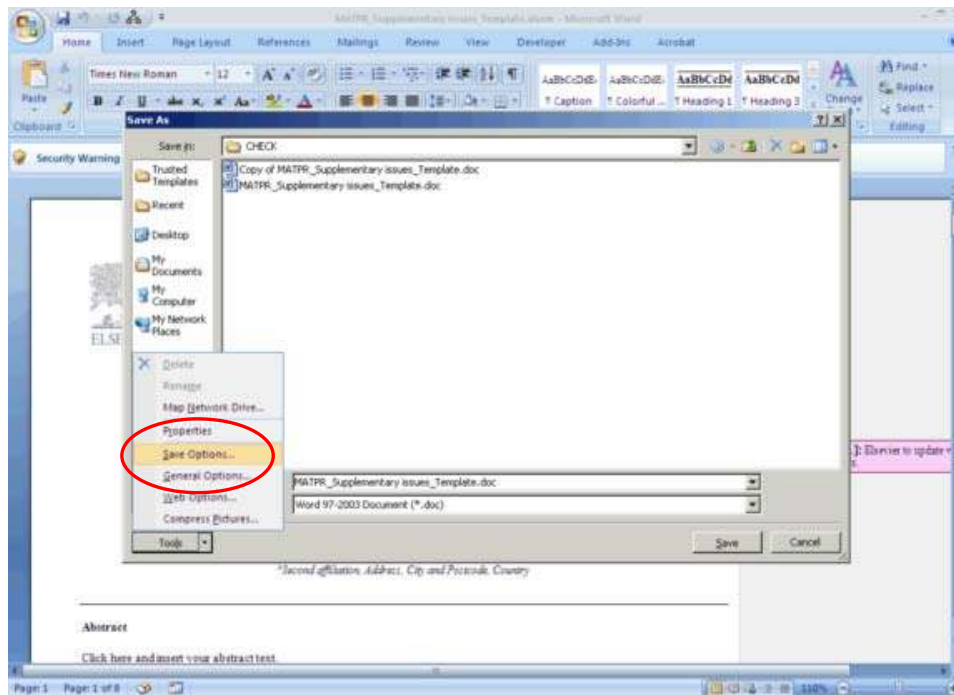 MATPR_Supplementary issues_Template.docm - Microsoft Word
Home Insert Page Layout References Mailings Review View Developer Add-Ins Acrobat
Times New Roman 12
Paste
Clipboard
AaBbCcDdE AaBbCcDdE AaBbCcDd AaBbCcDd
Caption Colorful ... Heading 1 Heading 3
Change
Find
Replace
Select
Editing
Security Warning
Save As
Save in: CHECK
Trusted Templates
Recent
Desktop
My Documents
My Computer
My Network Places
Copy of MATPR_Supplementary issues_Template.doc
MATPR_Supplementary issues_Template.doc
ELSE
Delete
Rename
Map Network Drive...
Properties
Save Options...
General Options...
Web Options...
Compress Pictures...
MATPR_Supplementary issues_Template.doc
Word 97-2003 Document (*.doc)
Tools
Save Cancel
]: Elsevier to update
Second affiliation, Address, City and Postcode, Country
Abstract
Click here and insert your abstract text.
Page: 1 Page: 1 of 8
110%